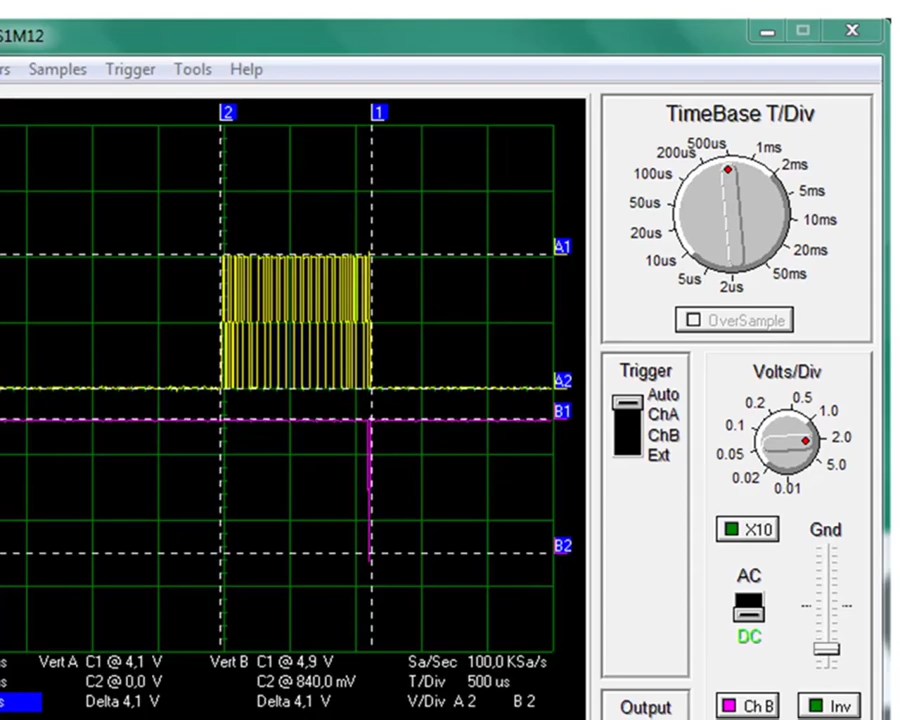 S1M12
rs Samples Trigger Tools Help
2 1
TimeBase T/Div
500us 1ms
200us 2ms
100us 5ms
50us 10ms
20us 20ms
10us 50ms
5us 2us
OverSample
A1
A2
B1
B2
Trigger
Auto
ChA
ChB
Ext
Volts/Div
0.2 0.5 1.0
0.1 2.0
0.05 5.0
0.02 0.01
X10 Gnd
AC
DC
s Vert A C1 @ 4,1 V Vert B C1 @ 4,9 V Sa/Sec 100,0 KSa/s
s C2 @ 0,0 V C2 @ 840,0 mV T/Div 500 us
s Delta 4,1 V Delta 4,1 V V/Div A 2 B 2
Output Ch B Inv